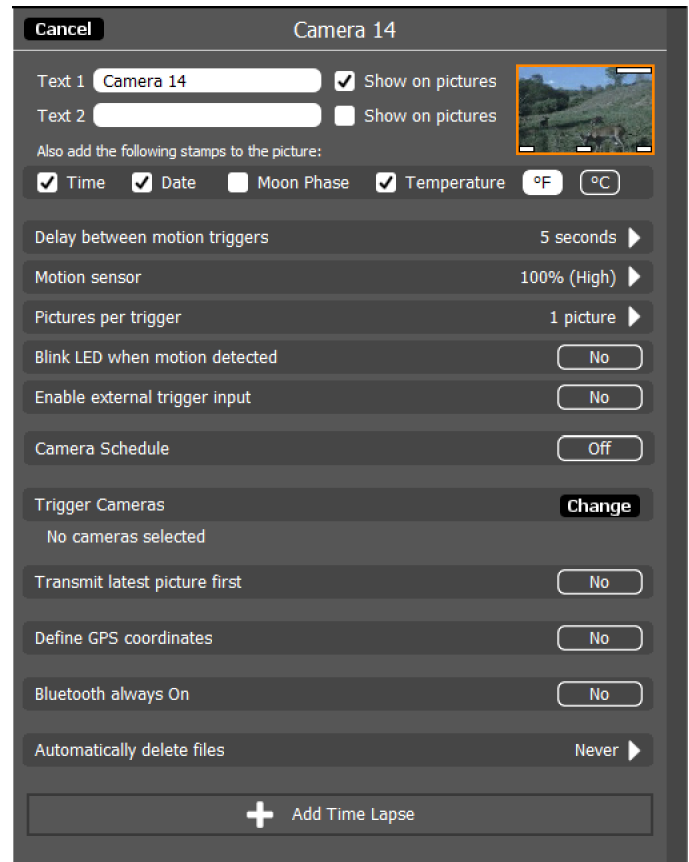 Cancel Camera 14
Text 1 Camera 14 Show on pictures
Text 2 Show on pictures
Also add the following stamps to the picture:
Time Date Moon Phase Temperature ºF ºC
Delay between motion triggers 5 seconds
Motion sensor 100% (High)
Pictures per trigger 1 picture
Blink LED when motion detected No
Enable external trigger input No
Camera Schedule Off
Trigger Cameras Change
No cameras selected
Transmit latest picture first No
Define GPS coordinates No
Bluetooth always On No
Automatically delete files Never
Add Time Lapse